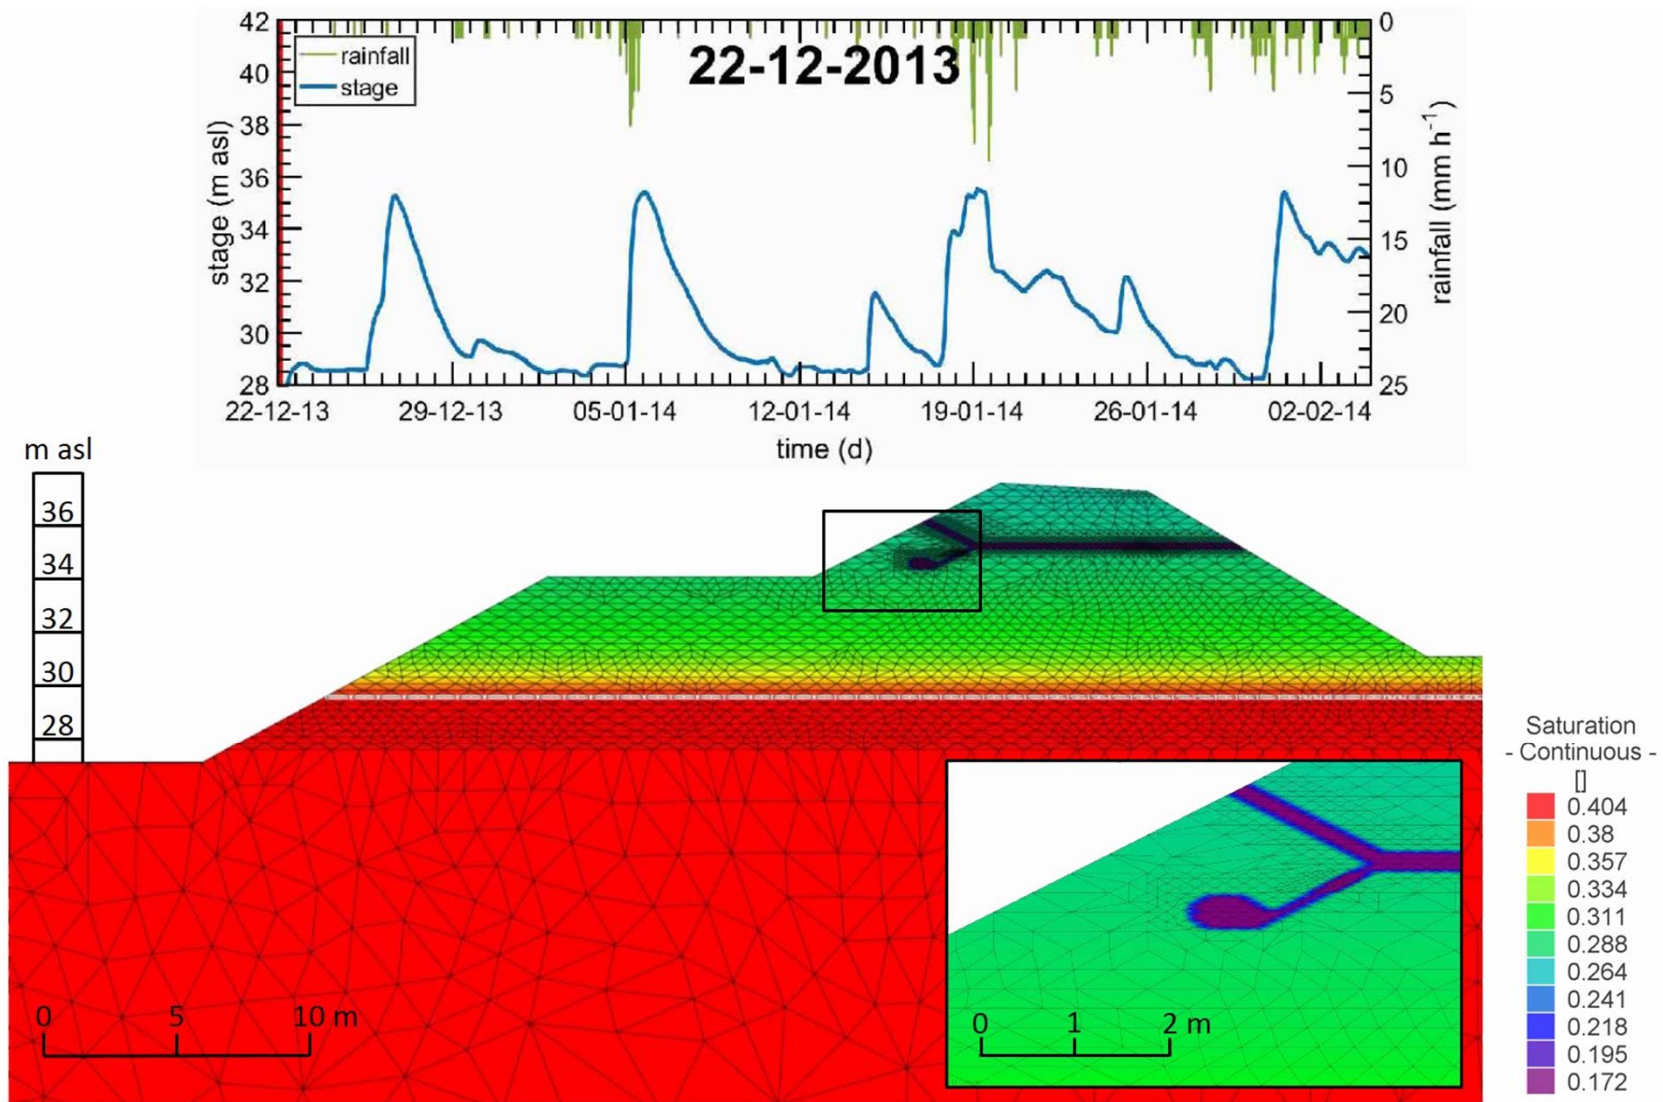 42
40
38
36
34
32
30
28
stage (m asl)
rainfall
stage
22-12-2013
0
5
10
15
20
25
rainfall (mm h⁻¹)
22-12-13 29-12-13 05-01-14 12-01-14 19-01-14 26-01-14 02-02-14
time (d)
m asl
36
34
32
30
28
0 5 10 m
0 1 2 m
Saturation
- Continuous -
[]
0.404
0.38
0.357
0.334
0.311
0.288
0.264
0.241
0.218
0.195
0.172